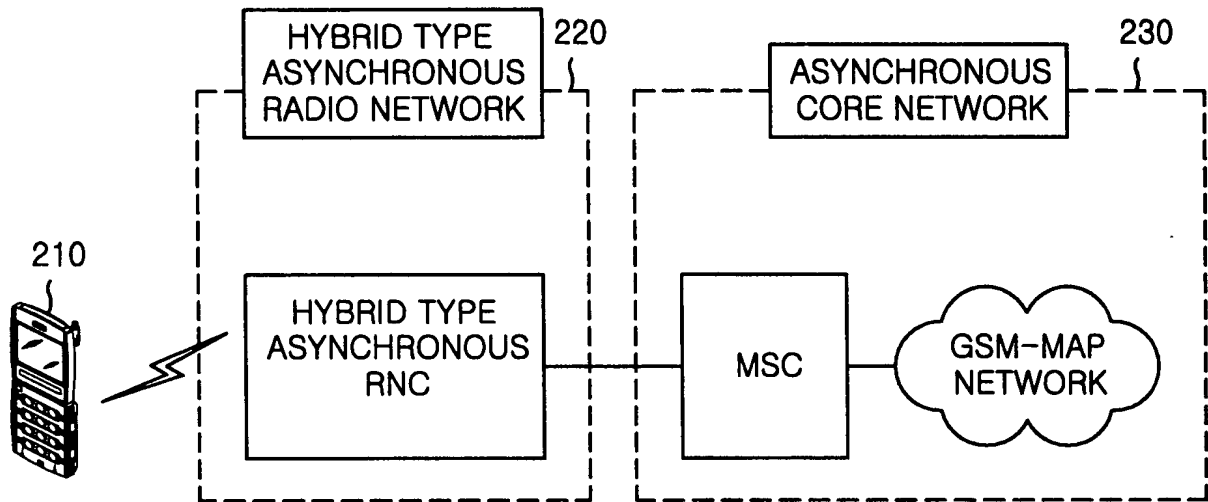 HYBRID TYPE
ASYNCHRONOUS
RADIO NETWORK
220
ASYNCHRONOUS
CORE NETWORK
230
210
HYBRID TYPE
ASYNCHRONOUS
RNC
MSC
GSM-MAP
NETWORK